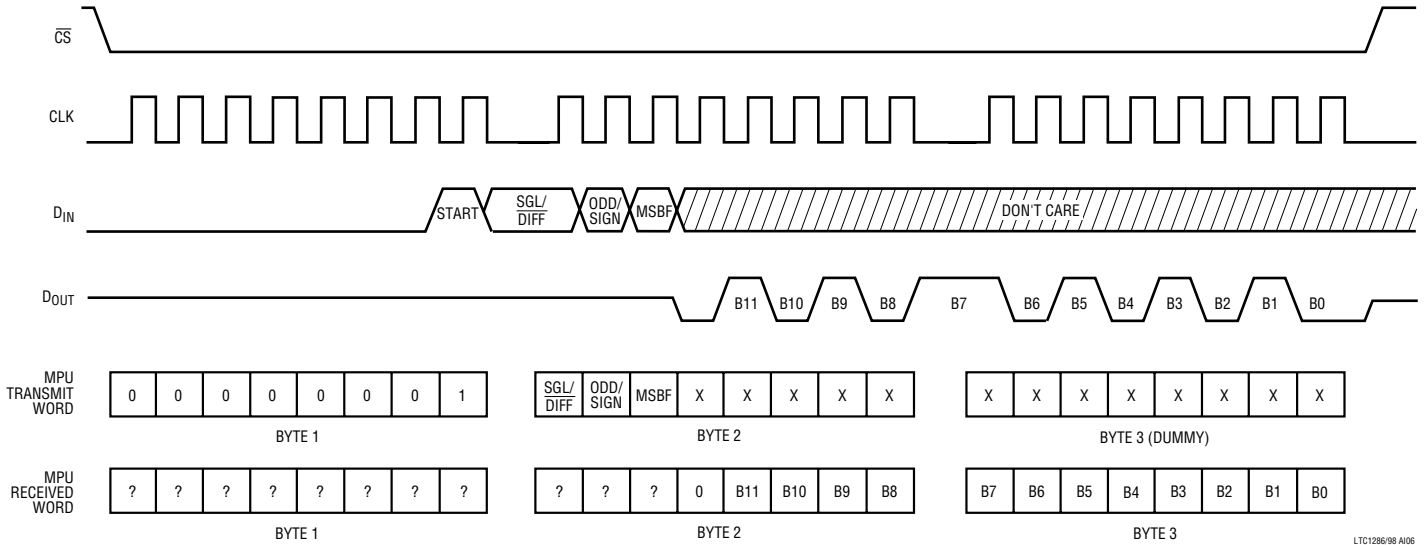 CS
CLK
DIN
START SGL/DIFF ODD/SIGN MSBF DON'T CARE
DOUT
B11 B10 B9 B8 B7 B6 B5 B4 B3 B2 B1 B0
MPU TRANSMIT WORD
0 0 0 0 0 0 0 1
SGL/DIFF ODD/SIGN MSBF X X X X X
X X X X X X X X
BYTE 1 BYTE 2 BYTE 3 (DUMMY)
MPU RECEIVED WORD
? ? ? ? ? ? ? ?
? ? ? 0 B11 B10 B9 B8
B7 B6 B5 B4 B3 B2 B1 B0
BYTE 1 BYTE 2 BYTE 3
LTC1286/98 AI06